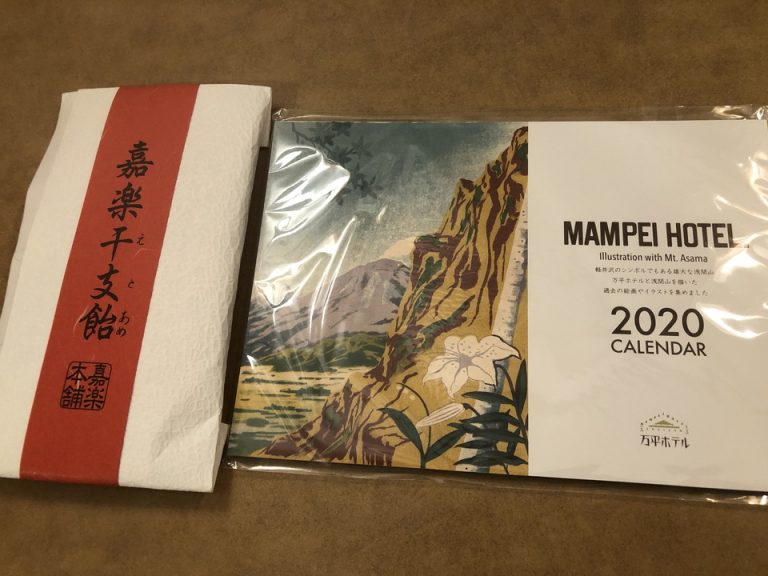 嘉楽干支飴
えとあめ
嘉楽
本舗
MAMPEI HOTEL
Illustration with Mt. Asama
軽井沢のシンボルでもある雄大な浅間山
万平ホテルと浅間山を描いた
過去の絵画やイラストを集めました
2020
CALENDAR
万平ホテル